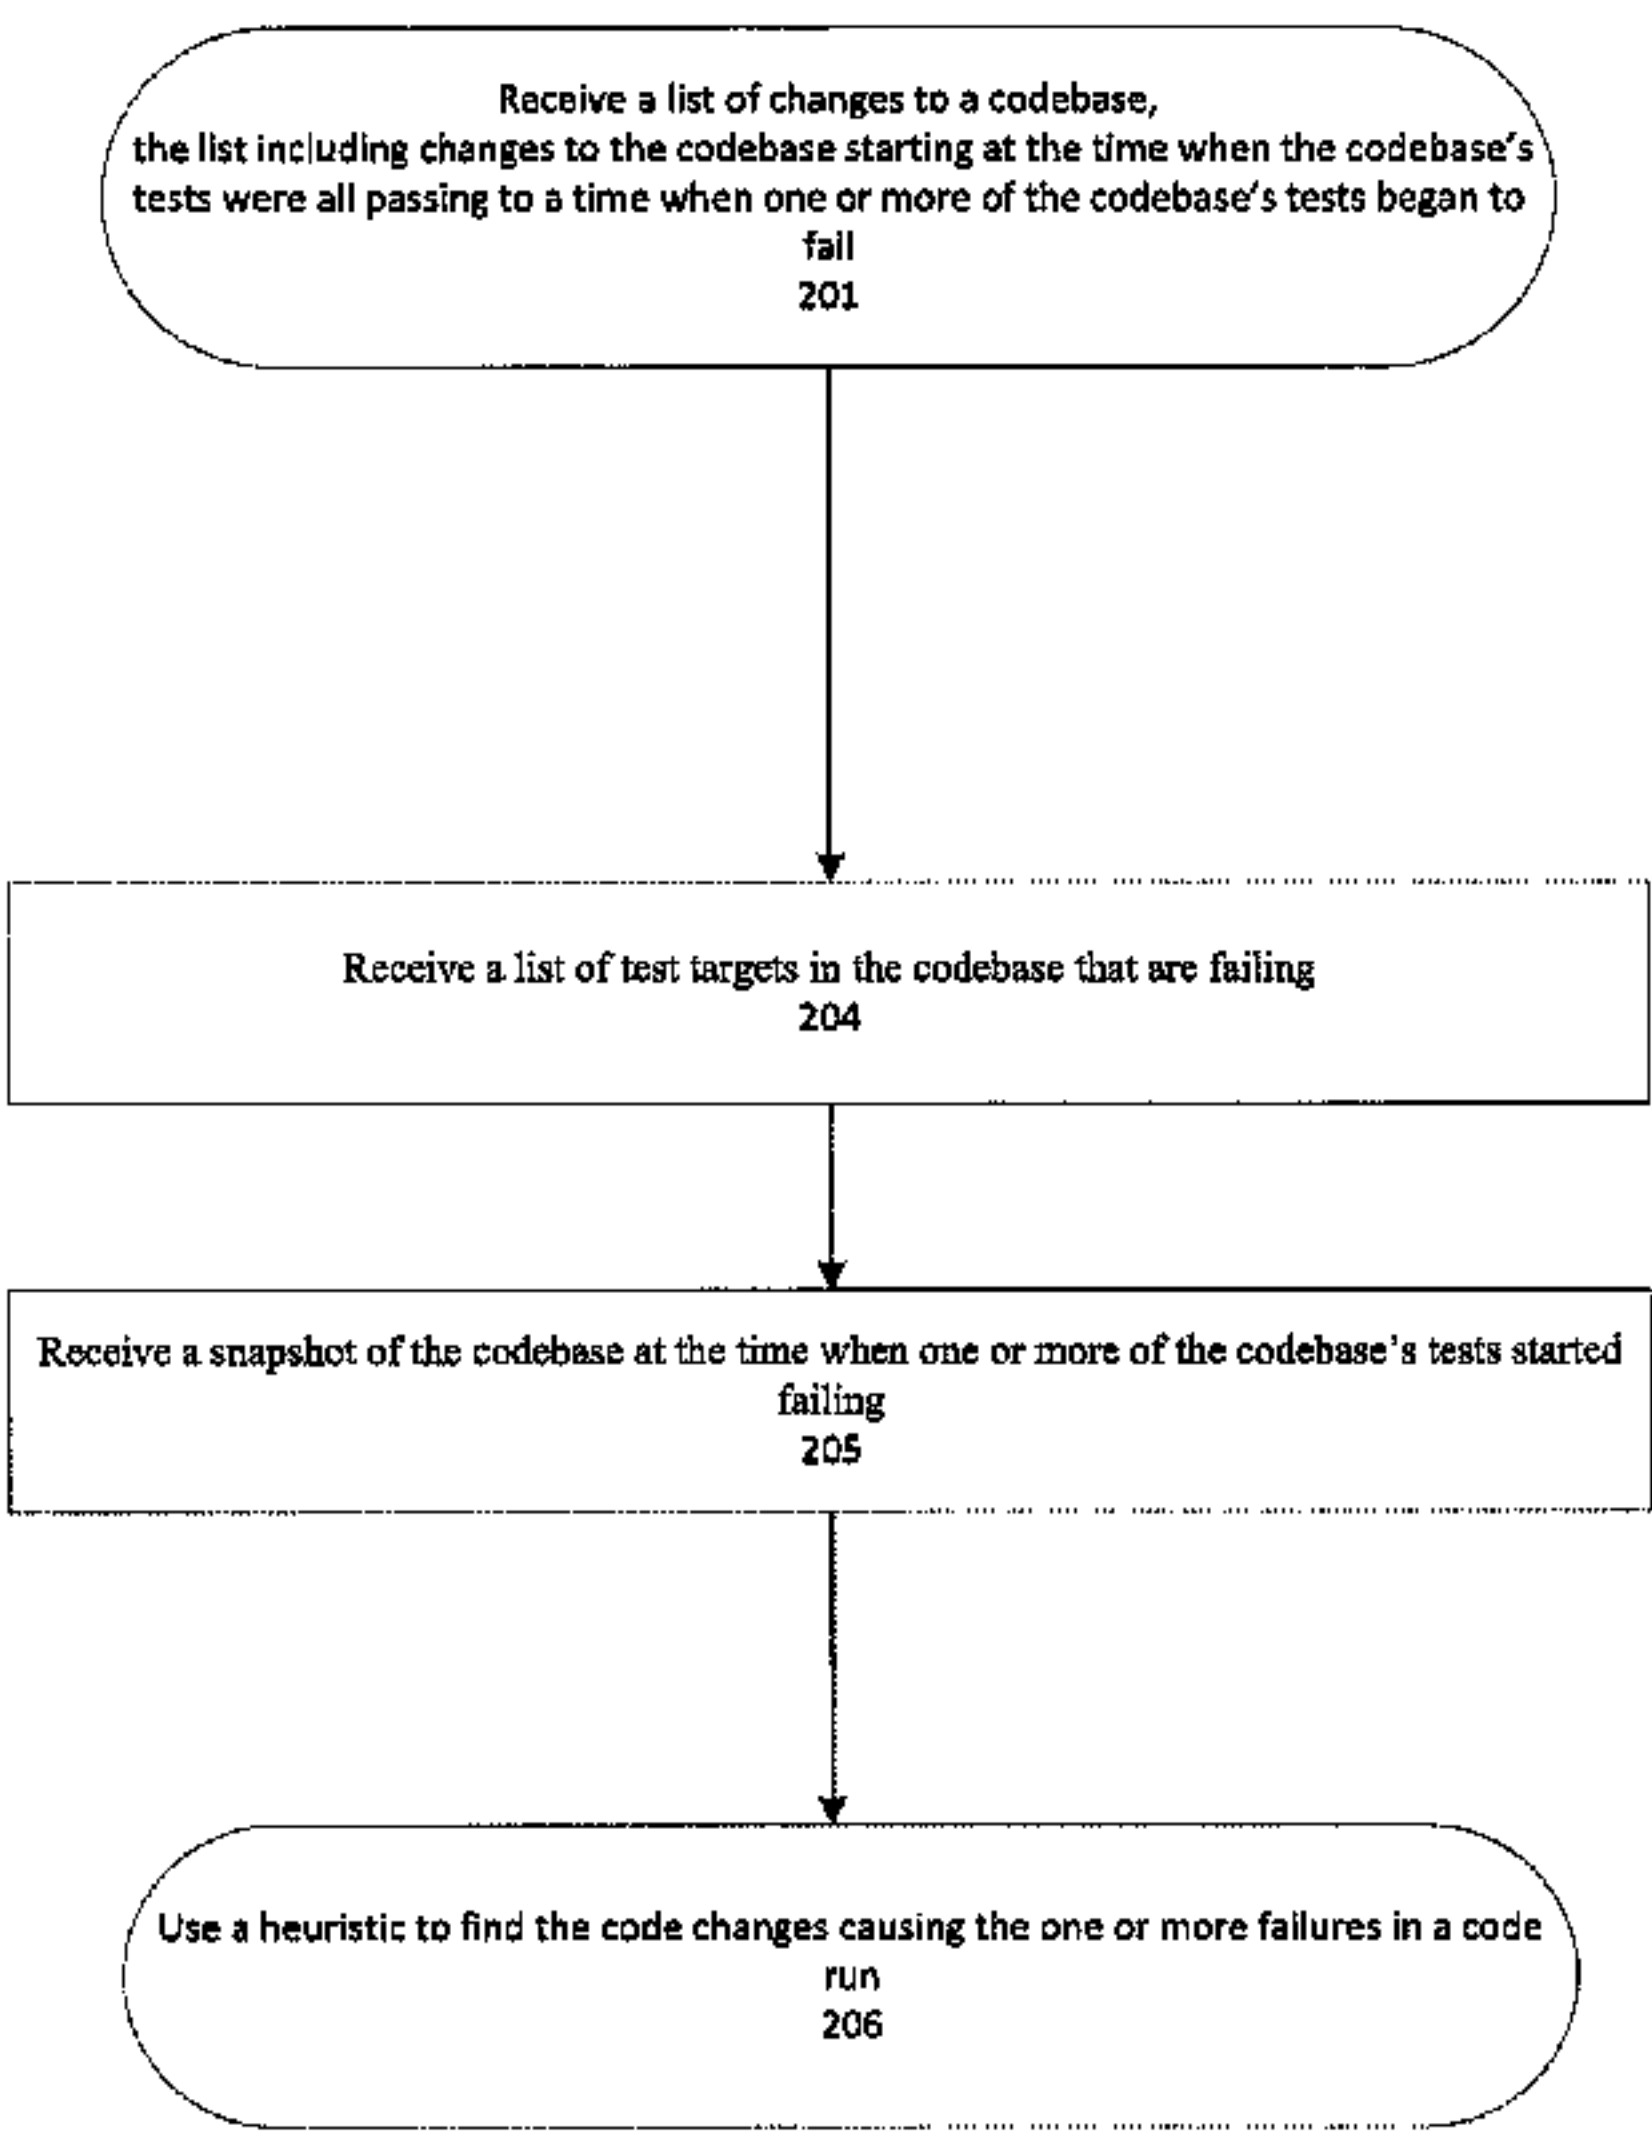 Receive a list of changes to a codebase,
the list including changes to the codebase starting at the time when the codebase's
tests were all passing to a time when one or more of the codebase's tests began to
fail
201
Receive a list of test targets in the codebase that are failing
204
Receive a snapshot of the codebase at the time when one or more of the codebase's tests started
failing
205
Use a heuristic to find the code changes causing the one or more failures in a code
run
206